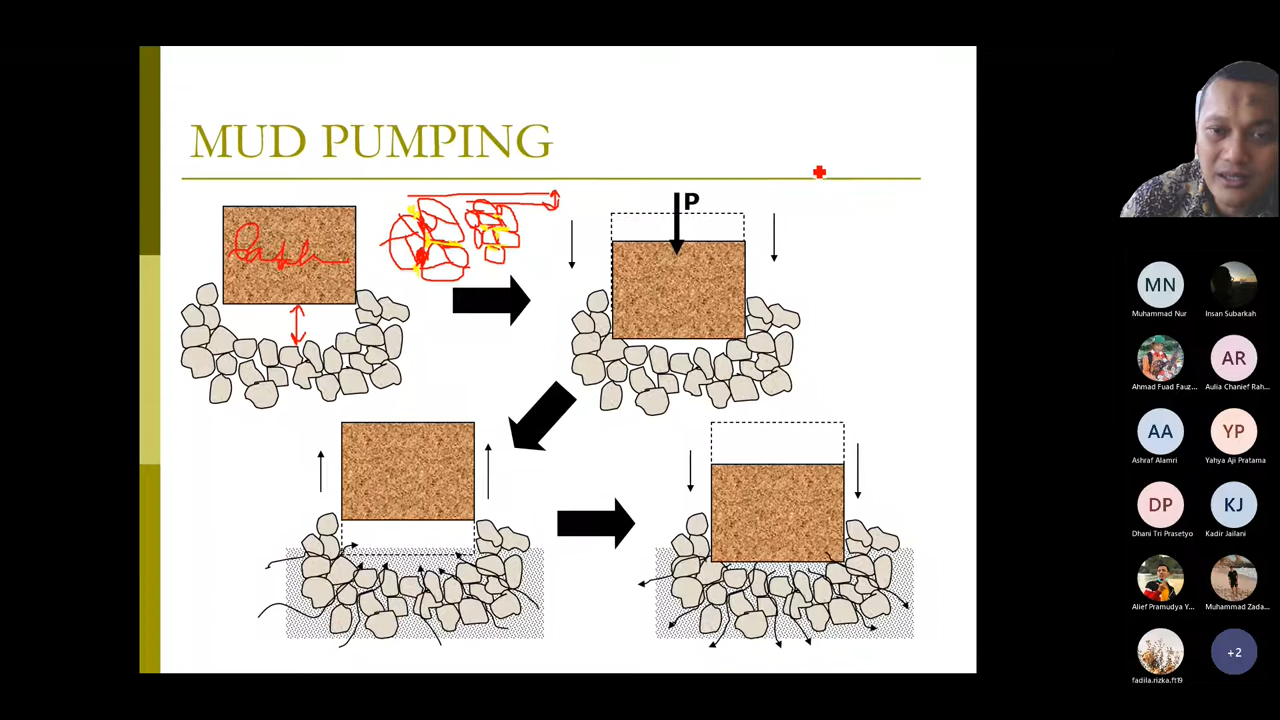 MUD PUMPING
P
MN
Muhammad Nur
Insan Subarkah
Ahmad Fuad Fauz...
AR
Aulia Chanief Rah...
AA
Ashraf Alamri
YP
Yahya Aji Pratama
DP
Dhani Tri Prasetyo
KJ
Kadir Jailani
Alief Pramudya Y...
Muhammad Zada...
fadila.rizka.ft19
+2